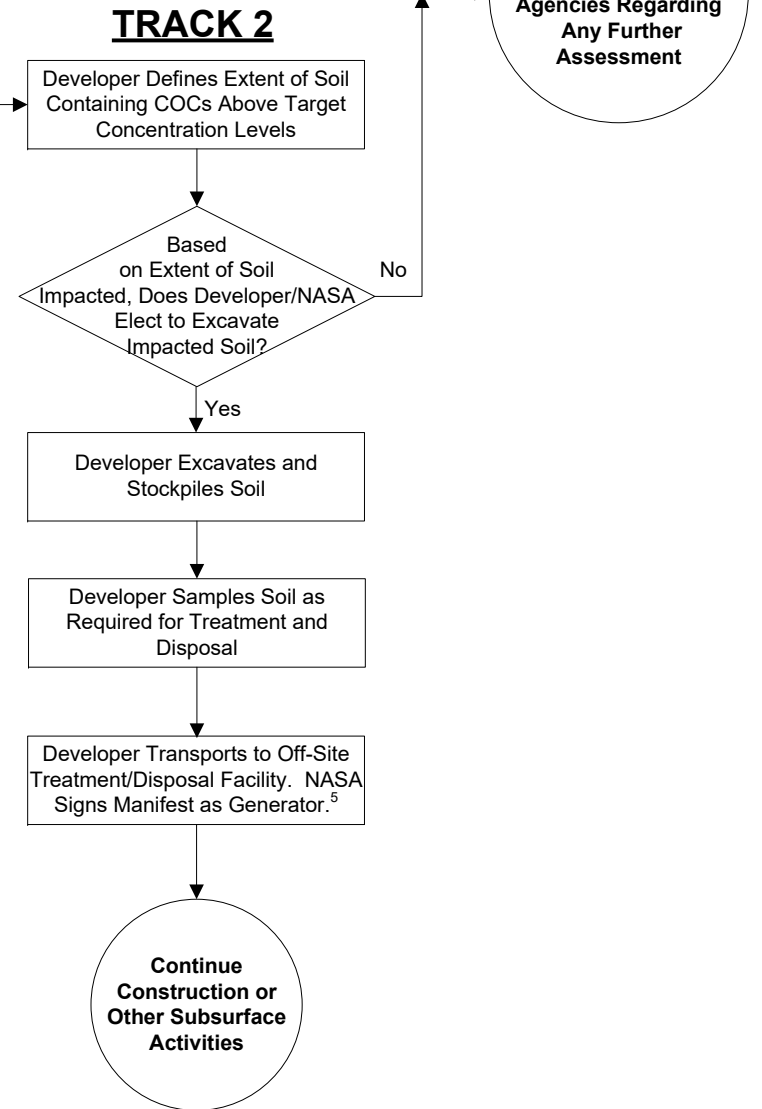 TRACK 2
Agencies Regarding
Any Further
Assessment
Developer Defines Extent of Soil
Containing COCs Above Target
Concentration Levels
Based
on Extent of Soil
Impacted, Does Developer/NASA
Elect to Excavate
Impacted Soil?
No
Yes
Developer Excavates and
Stockpiles Soil
Developer Samples Soil as
Required for Treatment and
Disposal
Developer Transports to Off-Site
Treatment/Disposal Facility. NASA
Signs Manifest as Generator.5
Continue
Construction or
Other Subsurface
Activities